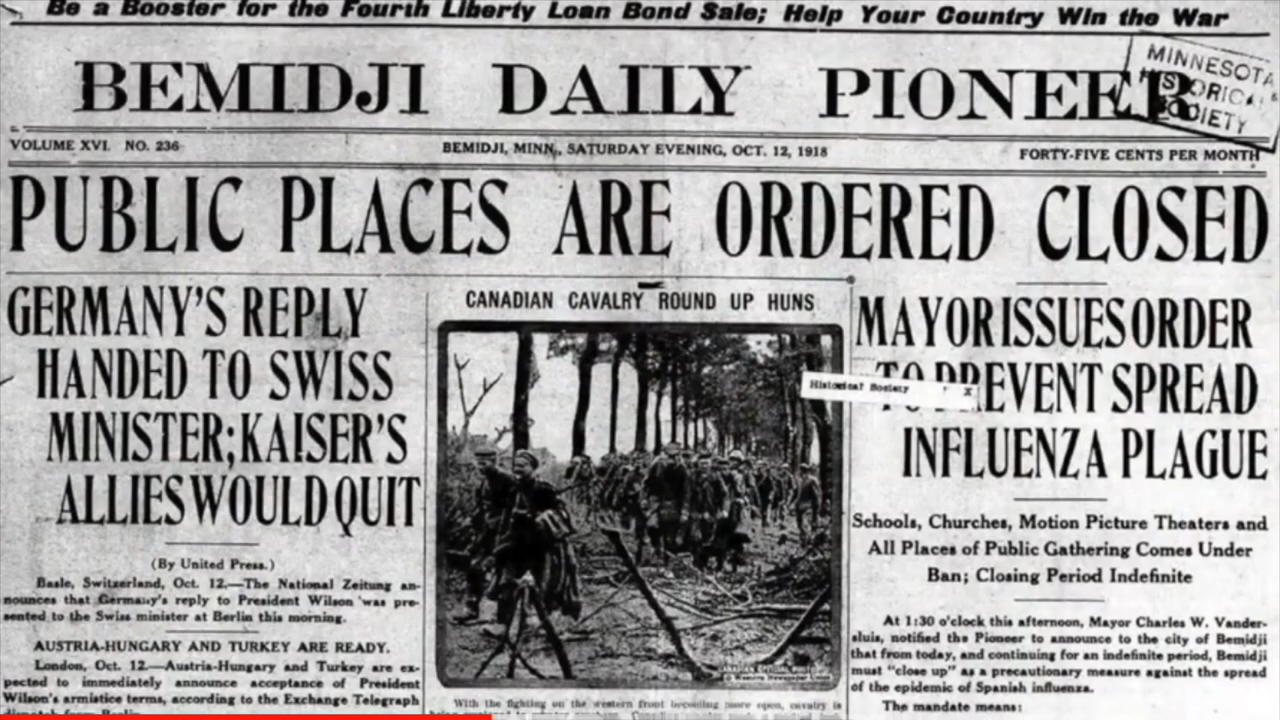 Be a Booster for the Fourth Liberty Loan Bond Sale; Help Your Country Win the War
BEMIDJI DAILY PIONEER
MINNESOTA
HISTORICAL
SOCIETY
VOLUME XVI. NO. 236
BEMIDJI, MINN., SATURDAY EVENING, OCT. 12, 1918
FORTY-FIVE CENTS PER MONTH
PUBLIC PLACES ARE ORDERED CLOSED
GERMANY'S REPLY
HANDED TO SWISS
MINISTER; KAISER'S
ALLIES WOULD QUIT
(By United Press.)
Basle, Switzerland, Oct. 12.—The National Zeitung an-
nounces that Germany's reply to President Wilson was pre-
sented to the Swiss minister at Berlin this morning.
AUSTRIA-HUNGARY AND TURKEY ARE READY.
London, Oct. 12.—Austria-Hungary and Turkey are ex-
pected to immediately announce acceptance of President
Wilson's armistice terms, according to the Exchange Telegraph
dispatch from Berlin.
CANADIAN CAVALRY ROUND UP HUNS
Western Newspaper Union
With the fighting on the western front becoming more open, cavalry is
MAYOR ISSUES ORDER
TO PREVENT SPREAD
INFLUENZA PLAGUE
Historical Society
Schools, Churches, Motion Picture Theaters and
All Places of Public Gathering Comes Under
Ban; Closing Period Indefinite
At 1:30 o'clock this afternoon, Mayor Charles W. Vander-
sluis, notified the Pioneer to announce to the city of Bemidji
that from today, and continuing for an indefinite period, Bemidji
must "close up" as a precautionary measure against the spread
of the epidemic of Spanish influenza.
The mandate means: